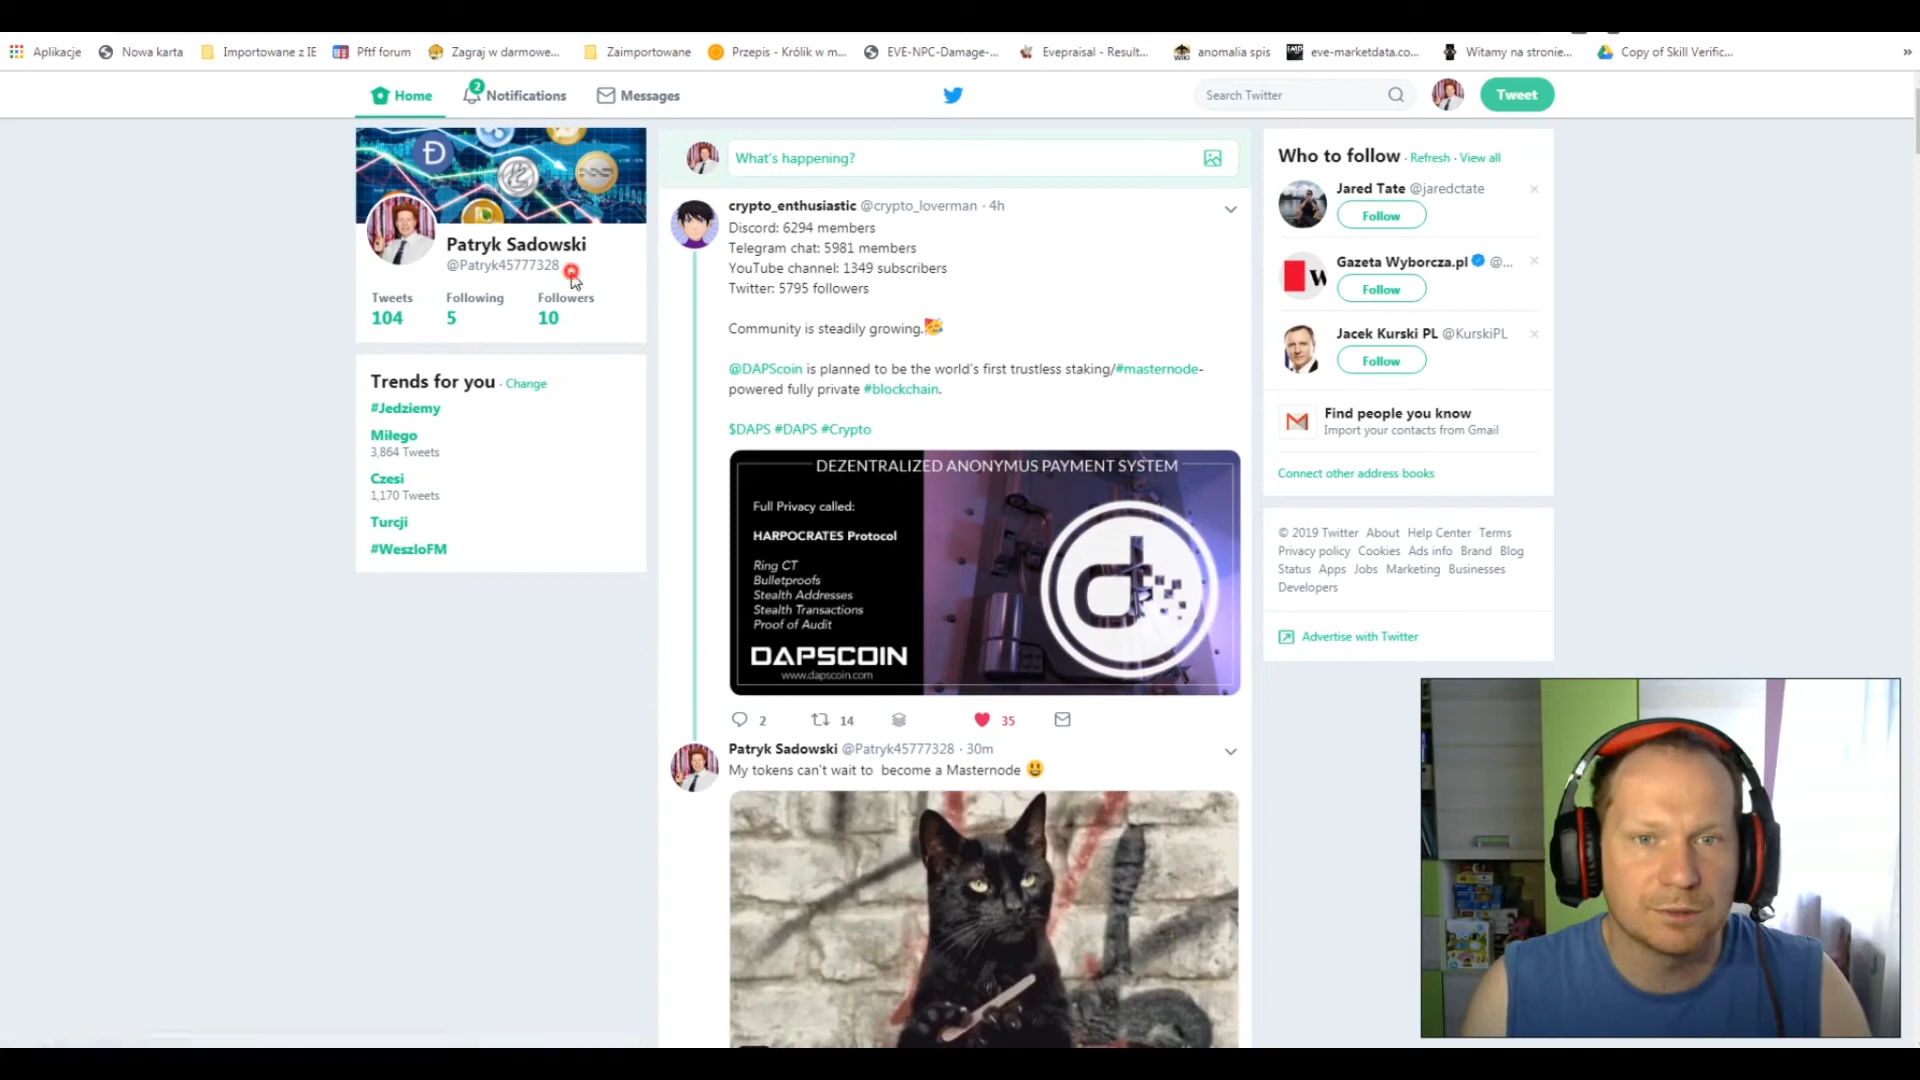 Aplikacje Nowa karta Importowane z IE Pftf forum Zagraj w darmowe... Zaimportowane Przepis - Królik w m... EVE-NPC-Damage-... Evepraisal - Result... anomalia spis eve-marketdata.co... Witamy na stronie... Copy of Skill Verific... »
Home 2 Notifications Messages Search Twitter Tweet
Patryk Sadowski
@Patryk45777328
Tweets Following Followers
104 5 10
Trends for you · Change
#Jedziemy
Miłego
3,864 Tweets
Czesi
1,170 Tweets
Turcji
#WeszloFM
What's happening?
crypto_enthusiastic @crypto_loverman · 4h
Discord: 6294 members
Telegram chat: 5981 members
YouTube channel: 1349 subscribers
Twitter: 5795 followers
Community is steadily growing.
@DAPScoin is planned to be the world's first trustless staking/#masternode-
powered fully private #blockchain.
$DAPS #DAPS #Crypto
DEZENTRALIZED ANONYMUS PAYMENT SYSTEM
Full Privacy called:
HARPOCRATES Protocol
Ring CT
Bulletproofs
Stealth Addresses
Stealth Transactions
Proof of Audit
DAPSCOIN
www.dapscoin.com
2 14 35
Patryk Sadowski @Patryk45777328 · 30m
My tokens can't wait to become a Masternode
Who to follow · Refresh · View all
Jared Tate @jaredctate
Follow
Gazeta Wyborcza.pl @...
Follow
Jacek Kurski PL @KurskiPL
Follow
Find people you know
Import your contacts from Gmail
Connect other address books
© 2019 Twitter About Help Center Terms
Privacy policy Cookies Ads info Brand Blog
Status Apps Jobs Marketing Businesses
Developers
Advertise with Twitter